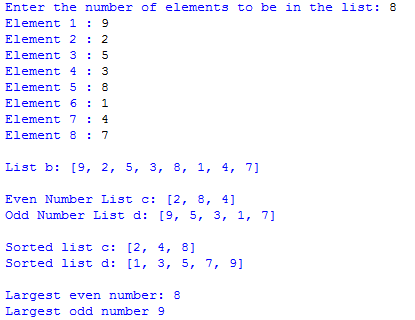 Enter the number of elements to be in the list: 8
Element 1 : 9
Element 2 : 2
Element 3 : 5
Element 4 : 3
Element 5 : 8
Element 6 : 1
Element 7 : 4
Element 8 : 7
List b: [9, 2, 5, 3, 8, 1, 4, 7]
Even Number List c: [2, 8, 4]
Odd Number List d: [9, 5, 3, 1, 7]
Sorted list c: [2, 4, 8]
Sorted list d: [1, 3, 5, 7, 9]
Largest even number: 8
Largest odd number 9